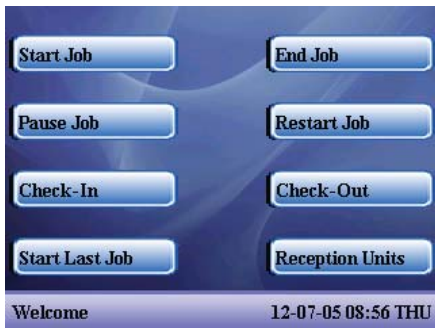 Start Job
End Job
Pause Job
Restart Job
Check-In
Check-Out
Start Last Job
Reception Units
Welcome
12-07-05 08:56 THU